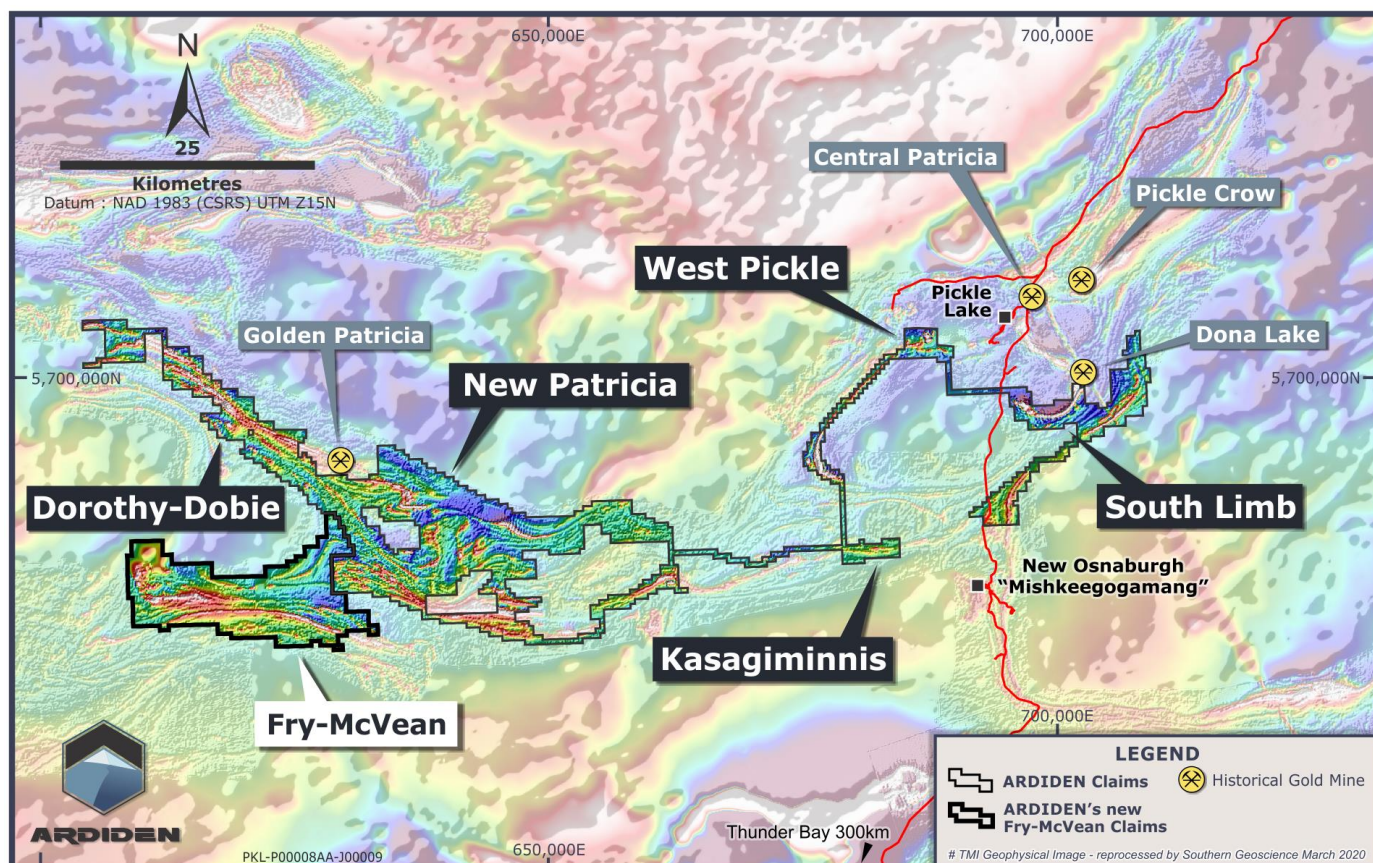 650,000E
700,000E
N
25
Kilometres
Datum : NAD 1983 (CSRS) UTM Z15N
Central Patricia
Pickle Crow
West Pickle
Pickle
Lake
Golden Patricia
Dona Lake
5,700,000N
5,700,000N
New Patricia
Dorothy-Dobie
South Limb
New Osnaburgh
“Mishkeegogamang”
Kasagiminnis
Fry-McVean
700,000E
LEGEND
ARDIDEN Claims
Historical Gold Mine
ARDIDEN's new
Fry-McVean Claims
# TMI Geophysical Image - reprocessed by Southern Geoscience March 2020
ARDIDEN
Thunder Bay 300km
650,000E
PKL-P00008AA-J00009